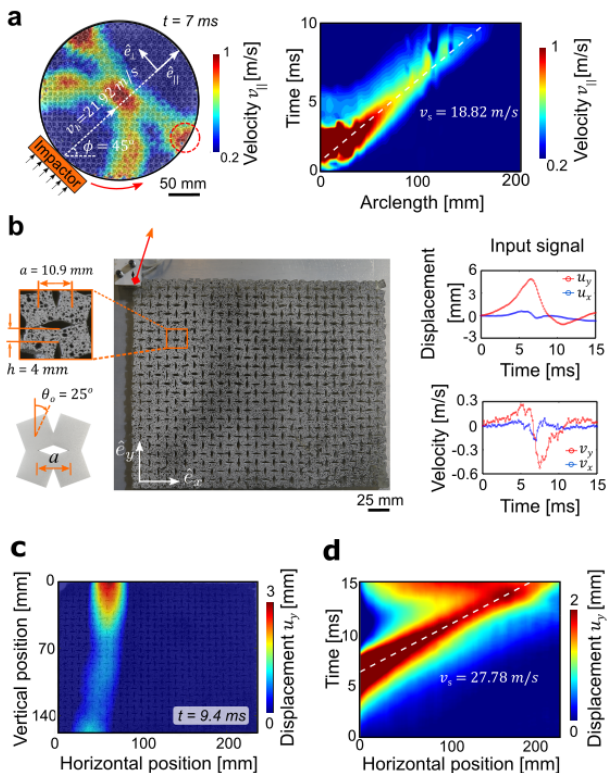 a
t = 7 ms
ê⊥
ê||
v_b=21.92 m/s
ϕ = 45°
Impactor
50 mm
1
0.2
Velocity v|| [m/s]
10
5
0
Time [ms]
v_s = 18.82 m/s
0 100 200
Arclength [mm]
1
0.2
Velocity v|| [m/s]
b
a = 10.9 mm
h = 4 mm
θ_o = 25°
a
ê_y
ê_x
25 mm
Input signal
Displacement [mm]
6
3
0
-3
u_y
u_x
0 5 10 15
Time [ms]
Velocity [m/s]
0.3
0
-0.3
-0.6
v_y
v_x
0 5 10 15
Time [ms]
c
Vertical position [mm]
0
70
140
t = 9.4 ms
0 100 200
Horizontal position [mm]
3
0
Displacement u_y [mm]
d
Time [ms]
15
10
5
0
v_s = 27.78 m/s
0 100 200
Horizontal position [mm]
2
0
Displacement u_y [mm]